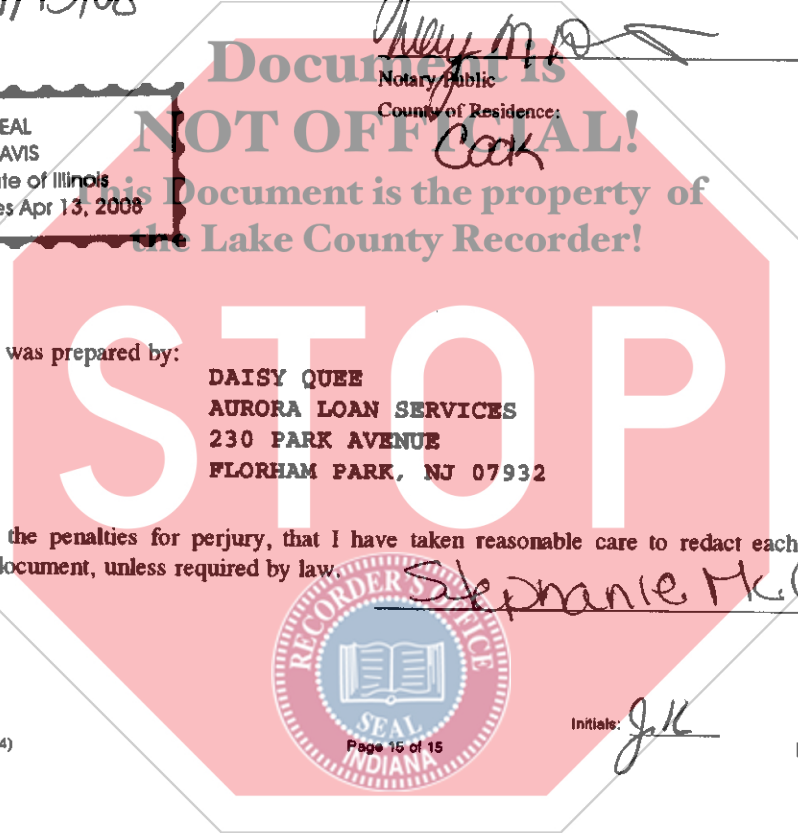 Document is
Notary Public
NOT OFFICIAL!
County of Residence:
Cook
EAL
AVIS
te of Illinois
es Apr 13, 2008
This Document is the property of
the Lake County Recorder!
STOP
was prepared by:
DAISY QUEE
AURORA LOAN SERVICES
230 PARK AVENUE
FLORHAM PARK, NJ 07932
the penalties for perjury, that I have taken reasonable care to redact each
document, unless required by law.
Stephanie
RECORDER'S OFFICE
SEAL
INDIANA
Initials: J.K
4)
Page 15 of 15